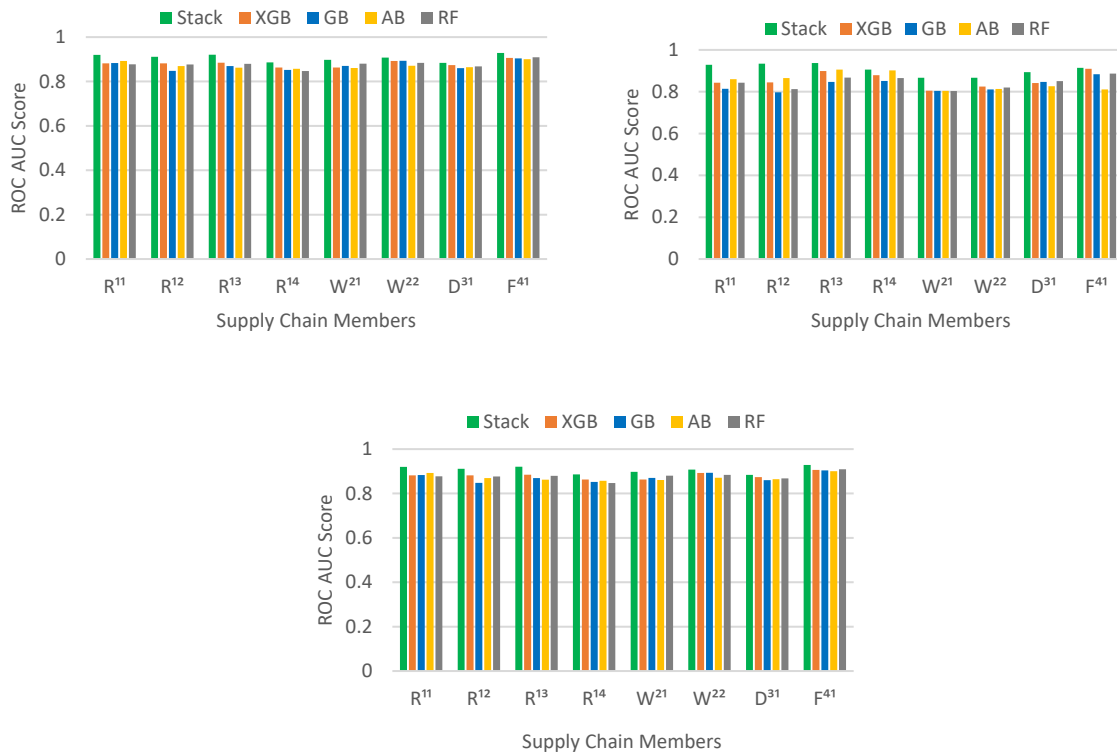 Stack XGB GB AB RF
1
0.8
0.6
0.4
0.2
0
ROC AUC Score
R¹¹ R¹² R¹³ R¹⁴ W²¹ W²² D³¹ F⁴¹
Supply Chain Members
Stack XGB GB AB RF
1
0.8
0.6
0.4
0.2
0
ROC AUC Score
R¹¹ R¹² R¹³ R¹⁴ W²¹ W²² D³¹ F⁴¹
Supply Chain Members
Stack XGB GB AB RF
1
0.8
0.6
0.4
0.2
0
ROC AUC Score
R¹¹ R¹² R¹³ R¹⁴ W²¹ W²² D³¹ F⁴¹
Supply Chain Members